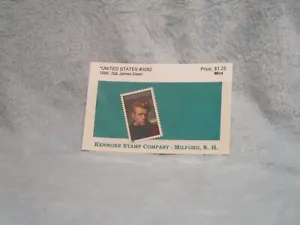 *UNITED STATES #3082
Price: $1.25
1996 32¢ James Dean
Mint
KENMORE STAMP COMPANY : MILFORD, N. H.